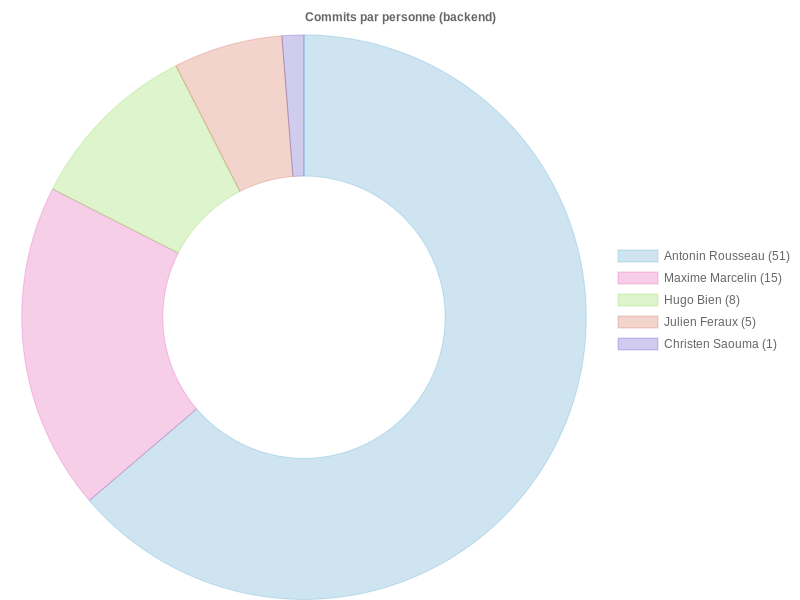 Commits par personne (backend)
Antonin Rousseau (51)
Maxime Marcelin (15)
Hugo Bien (8)
Julien Feraux (5)
Christen Saouma (1)